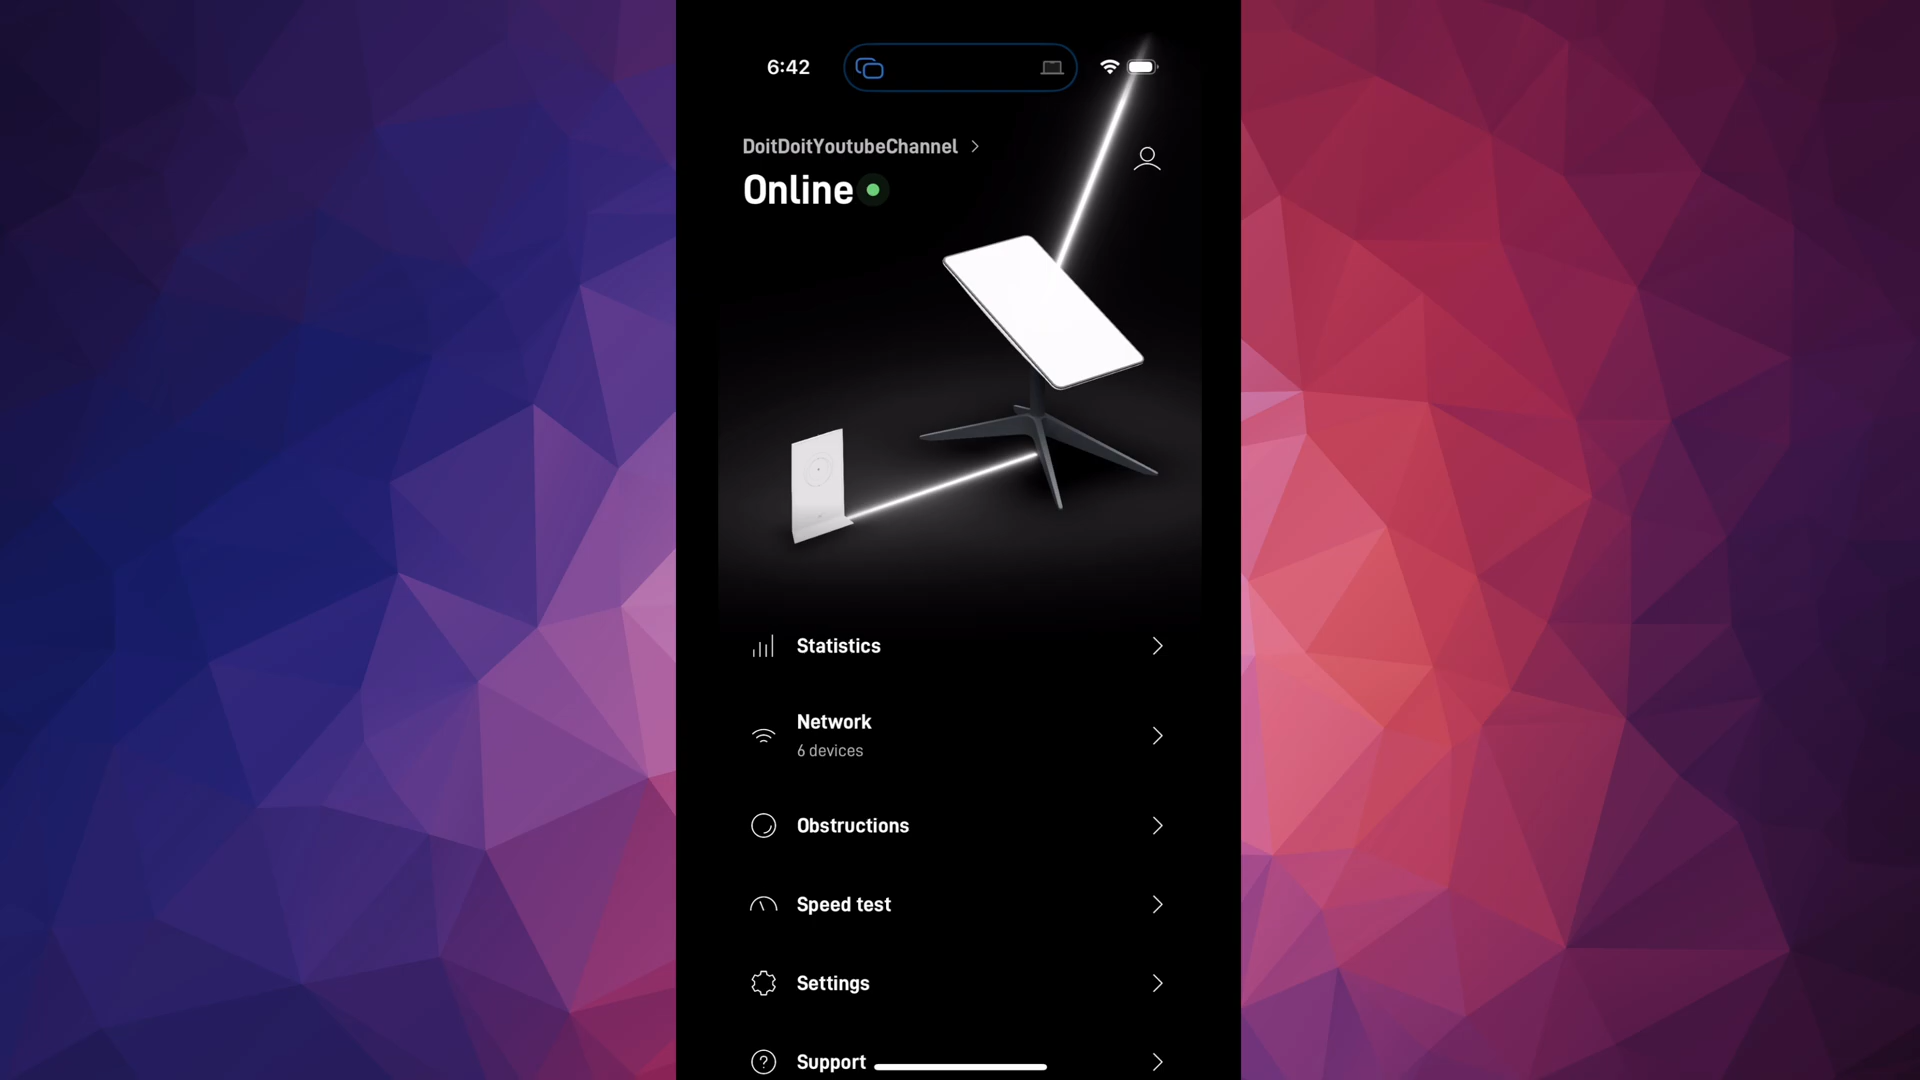 6:42
DoitDoitYoutubeChannel
Online
Statistics
Network
6 devices
Obstructions
Speed test
Settings
Support